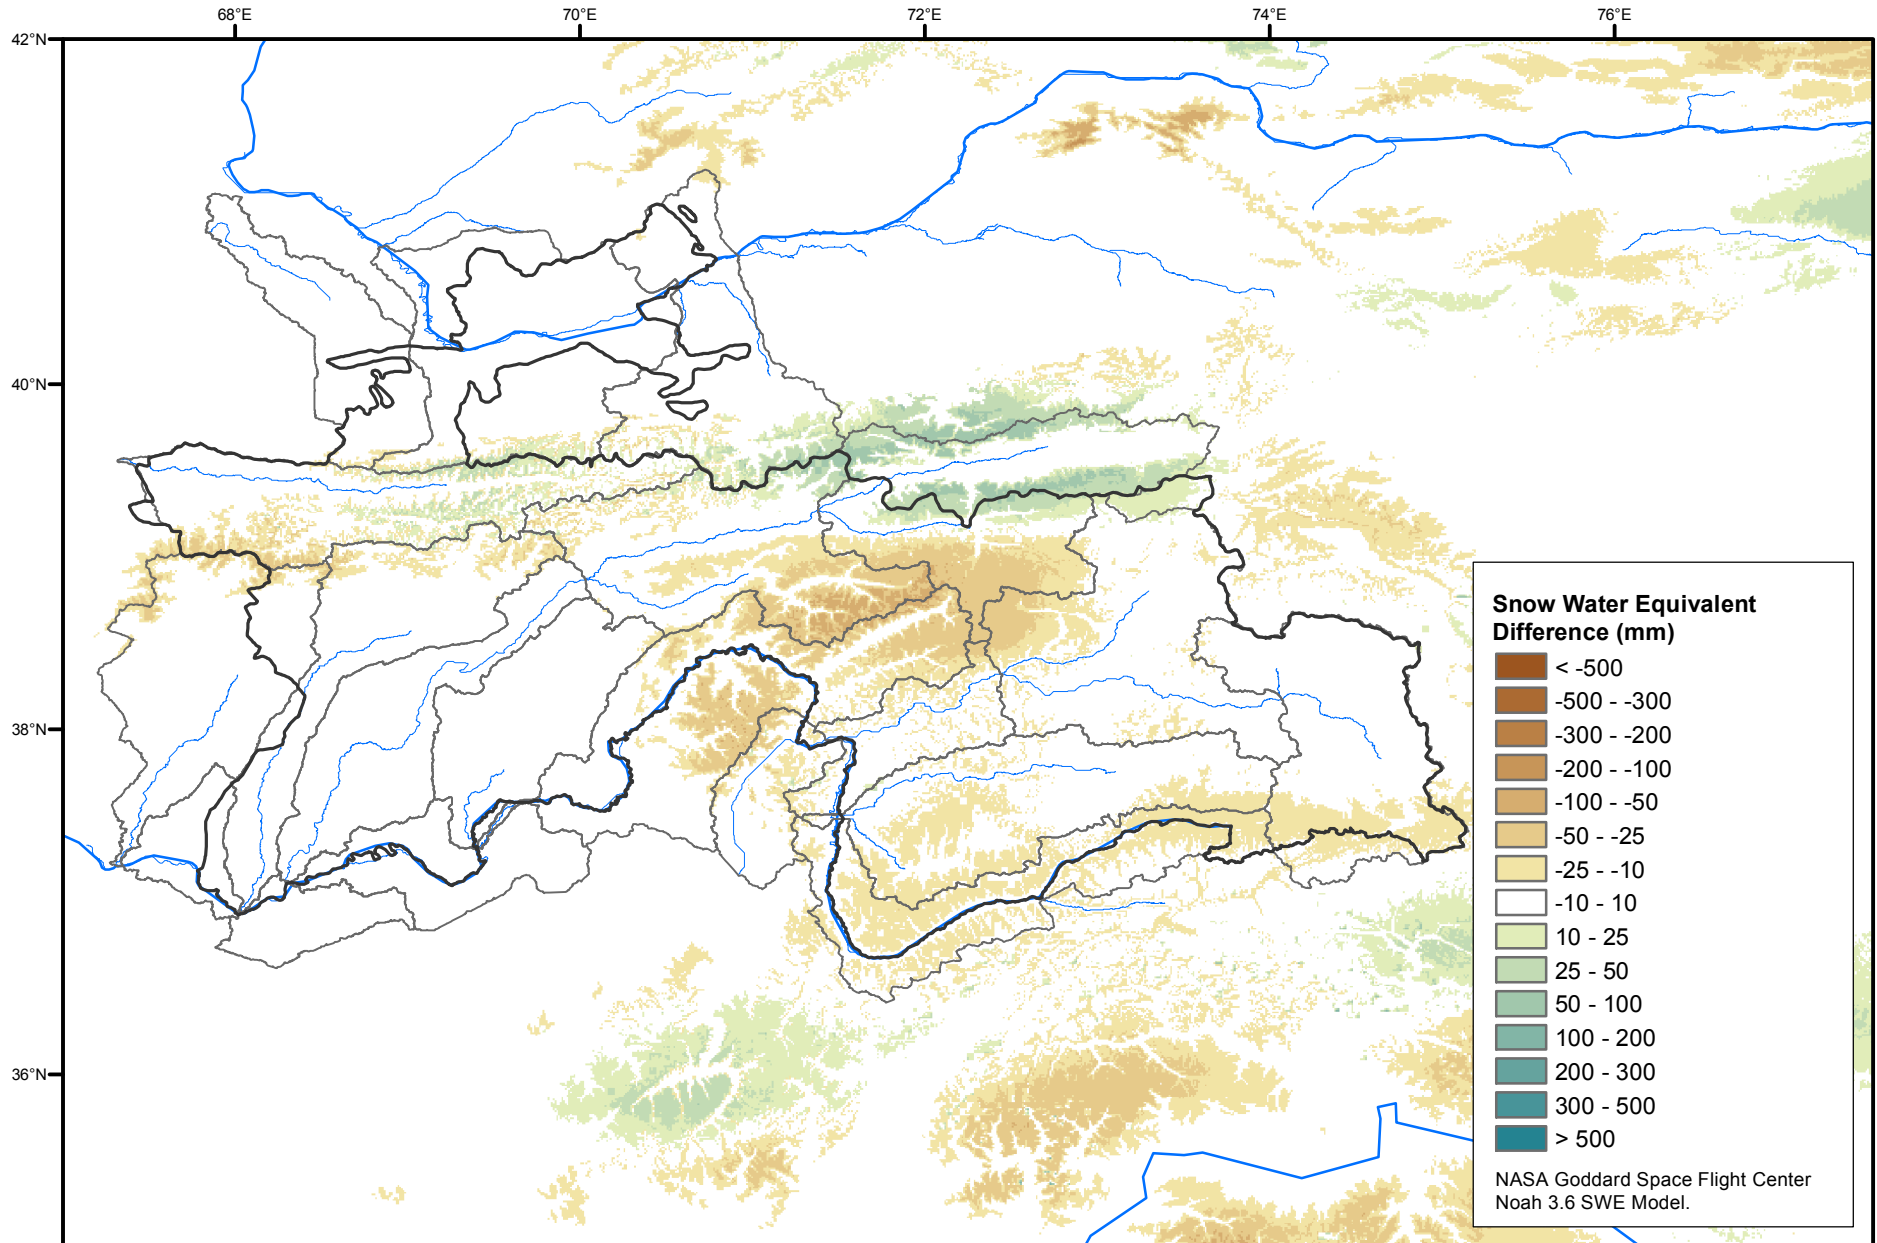 68°E 70°E 72°E 74°E 76°E
42°N
40°N
38°N
36°N
Snow Water Equivalent
Difference (mm)
< -500
-500 - -300
-300 - -200
-200 - -100
-100 - -50
-50 - -25
-25 - -10
-10 - 10
10 - 25
25 - 50
50 - 100
100 - 200
200 - 300
300 - 500
> 500
NASA Goddard Space Flight Center
Noah 3.6 SWE Model.